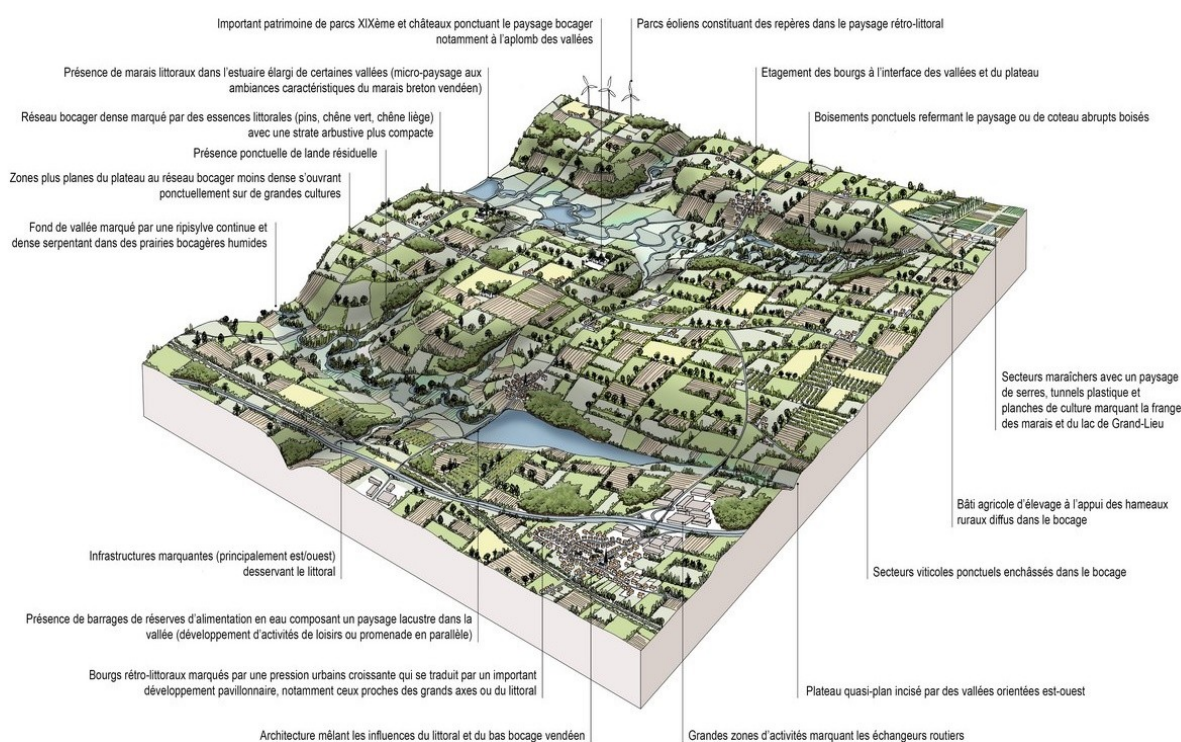 Important patrimoine de parcs XIXème et châteaux ponctuant le paysage bocager
notamment à l'aplomb des vallées
Parcs éoliens constituant des repères dans le paysage rétro-littoral
Présence de marais littoraux dans l'estuaire élargi de certaines vallées (micro-paysage aux
ambiances caractéristiques du marais breton vendéen)
Etagement des bourgs à l'interface des vallées et du plateau
Réseau bocager dense marqué par des essences littorales (pins, chêne vert, chêne liège)
avec une strate arbustive plus compacte
Boisements ponctuels refermant le paysage ou de coteau abrupts boisés
Présence ponctuelle de lande résiduelle
Zones plus planes du plateau au réseau bocager moins dense s'ouvrant
ponctuellement sur de grandes cultures
Fond de vallée marqué par une ripisylve continue et
dense serpentant dans des prairies bocagères humides
Secteurs maraîchers avec un paysage
de serres, tunnels plastique et
planches de culture marquant la frange
des marais et du lac de Grand-Lieu
Bâti agricole d'élevage à l'appui des hameaux
ruraux diffus dans le bocage
Infrastructures marquantes (principalement est/ouest)
desservant le littoral
Secteurs viticoles ponctuels enchâssés dans le bocage
Présence de barrages de réserves d'alimentation en eau composant un paysage lacustre dans la
vallée (développement d'activités de loisirs ou promenade en parallèle)
Bourgs rétro-littoraux marqués par une pression urbains croissante qui se traduit par un important
développement pavillonnaire, notamment ceux proches des grands axes ou du littoral
Plateau quasi-plan incisé par des vallées orientées est-ouest
Architecture mêlant les influences du littoral et du bas bocage vendéen
Grandes zones d'activités marquant les échangeurs routiers